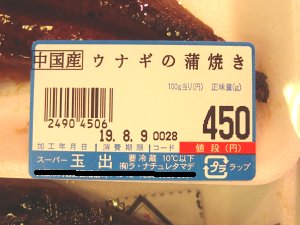 中国産 ウナギの蒲焼き
100g当り(円) 正味量(g)
2490 4506
19. 8. 9 0028
450
加工年月日 消費期限 コード
値段(円)
スーパー 玉出 要冷蔵 10℃以下
(有)ラ・ナチュレタマデ
プラ ラップ